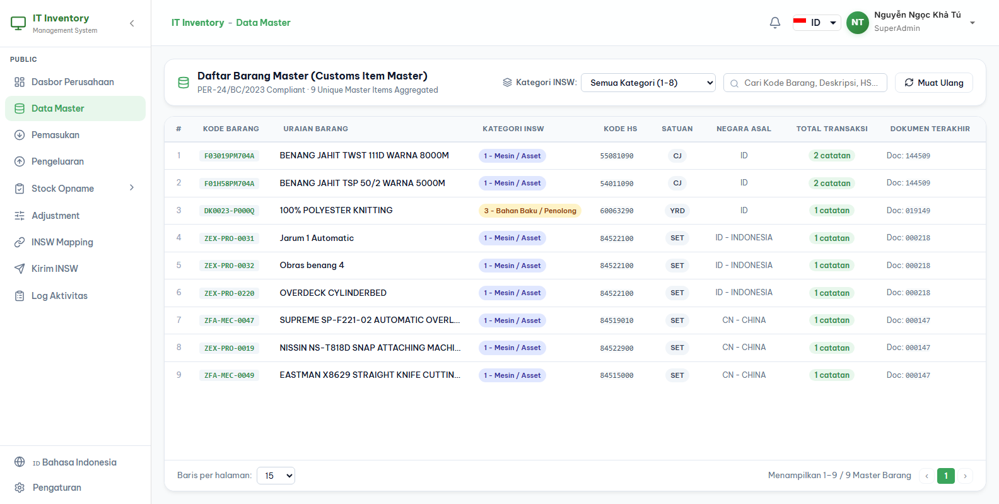 IT Inventory
Management System
PUBLIC
Dasbor Perusahaan
Data Master
Pemasukan
Pengeluaran
Stock Opname
Adjustment
INSW Mapping
Kirim INSW
Log Aktivitas
ID Bahasa Indonesia
Pengaturan
IT Inventory - Data Master
ID
NT
Nguyễn Ngọc Khả Tú
SuperAdmin
Daftar Barang Master (Customs Item Master)
PER-24/BC/2023 Compliant · 9 Unique Master Items Aggregated
Kategori INSW:
Semua Kategori (1-8)
Cari Kode Barang, Deskripsi, HS...
Muat Ulang
# KODE BARANG URAIAN BARANG KATEGORI INSW KODE HS SATUAN NEGARA ASAL TOTAL TRANSAKSI DOKUMEN TERAKHIR
1 F03019PM704A BENANG JAHIT TWST 111D WARNA 8000M 1 - Mesin / Asset 55081090 CJ ID 2 catatan Doc: 144509
2 F01H58PM704A BENANG JAHIT TSP 50/2 WARNA 5000M 1 - Mesin / Asset 54011090 CJ ID 2 catatan Doc: 144509
3 DK0023-P000Q 100% POLYESTER KNITTING 3 - Bahan Baku / Penolong 60063290 YRD ID 1 catatan Doc: 019149
4 ZEX-PRO-0031 Jarum 1 Automatic 1 - Mesin / Asset 84522100 SET ID - INDONESIA 1 catatan Doc: 000218
5 ZEX-PRO-0032 Obras benang 4 1 - Mesin / Asset 84522100 SET ID - INDONESIA 1 catatan Doc: 000218
6 ZEX-PRO-0220 OVERDECK CYLINDERBED 1 - Mesin / Asset 84522100 SET ID - INDONESIA 1 catatan Doc: 000218
7 ZFA-MEC-0047 SUPREME SP-F221-02 AUTOMATIC OVERL... 1 - Mesin / Asset 84519010 SET CN - CHINA 1 catatan Doc: 000147
8 ZEX-PRO-0019 NISSIN NS-T818D SNAP ATTACHING MACHI... 1 - Mesin / Asset 84522900 SET CN - CHINA 1 catatan Doc: 000147
9 ZFA-MEC-0049 EASTMAN X8629 STRAIGHT KNIFE CUTTIN... 1 - Mesin / Asset 84515000 SET CN - CHINA 1 catatan Doc: 000147
Baris per halaman: 15
Menampilkan 1-9 / 9 Master Barang ‹ 1 ›